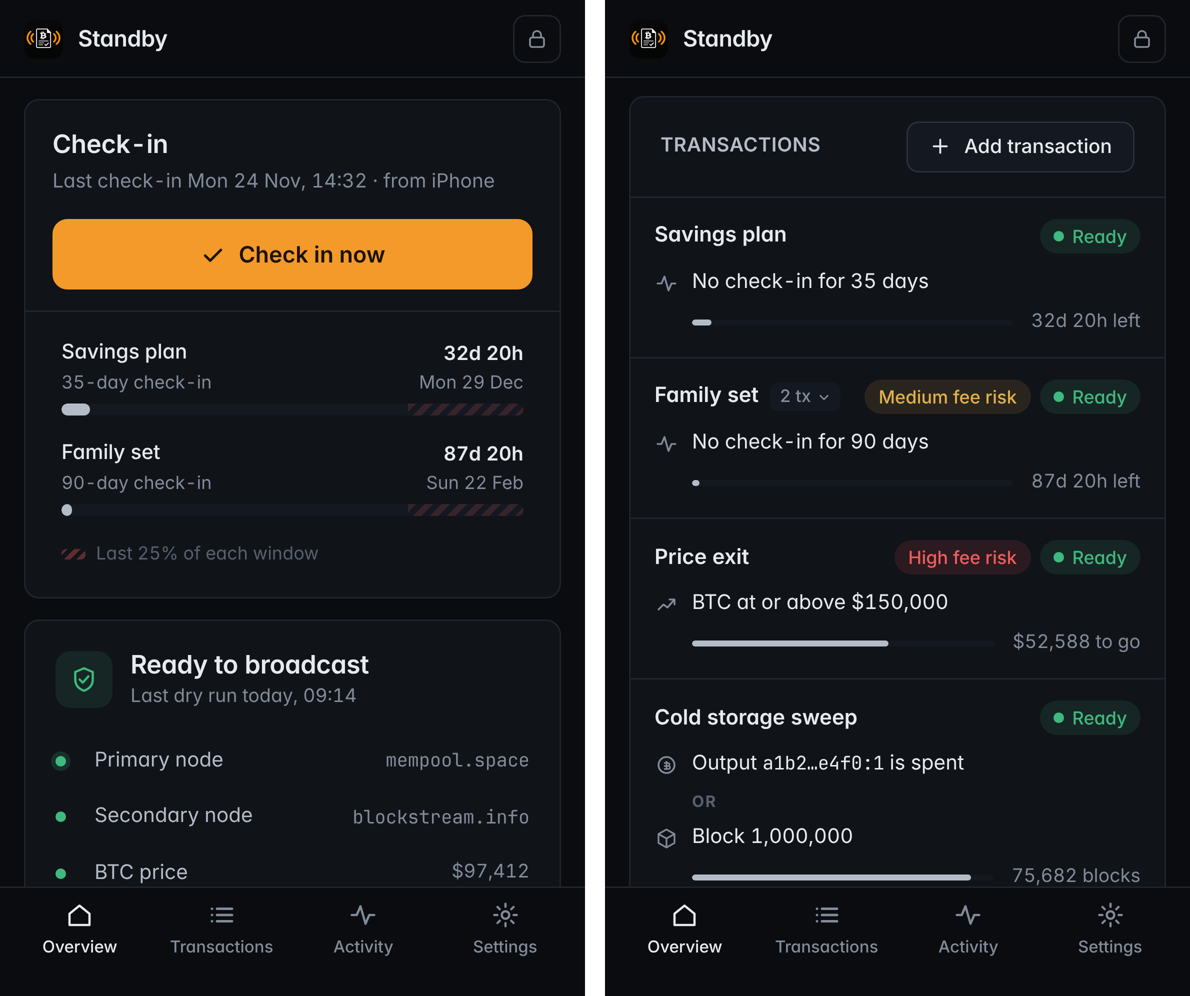 Standby
Check-in
Last check-in Mon 24 Nov, 14:32 · from iPhone
Check in now
Savings plan 32d 20h
35-day check-in Mon 29 Dec
Family set 87d 20h
90-day check-in Sun 22 Feb
Last 25% of each window
Ready to broadcast
Last dry run today, 09:14
Primary node mempool.space
Secondary node blockstream.info
BTC price $97,412
Overview Transactions Activity Settings
Standby
TRANSACTIONS Add transaction
Savings plan Ready
No check-in for 35 days
32d 20h left
Family set 2 tx Medium fee risk Ready
No check-in for 90 days
87d 20h left
Price exit High fee risk Ready
BTC at or above $150,000
$52,588 to go
Cold storage sweep Ready
Output a1b2…e4f0:1 is spent
OR
Block 1,000,000
75,682 blocks
Overview Transactions Activity Settings